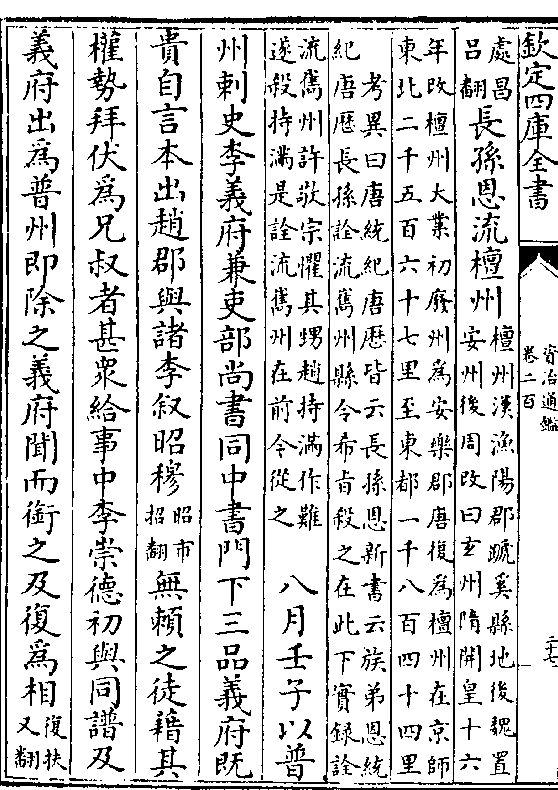 欽定四庫全書
資治通鑑
卷二百
二十七
處昌
呂翻
長孫恩流檀州
檀州漢漁陽郡蹏奚縣地後魏置
安州後周改曰玄州隋開皇十六
年改檀州大業初廢州為安樂郡唐復為檀州在京師
東北二千五百六十七里至東都一千八百四十四里
考異曰唐統紀唐歴皆云長孫恩新書云族弟恩統
紀唐歴長孫詮流嶲州縣令希㫖殺之在此下實録詮
流嶲州許敬宗懼其甥趙持滿作難
遂殺持滿是詮流嶲州在前今從之
八月壬子以普
州刺史李義府兼吏部尚書同中書門下三品義府既
貴自言本出趙郡與諸李叙昭穆
昭市
招翻
無賴之徒藉其
權勢拜伏為兄叔者甚衆給事中李崇德初與同譜及
義府出為普州即除之義府聞而銜之及復為相
復扶
又翻